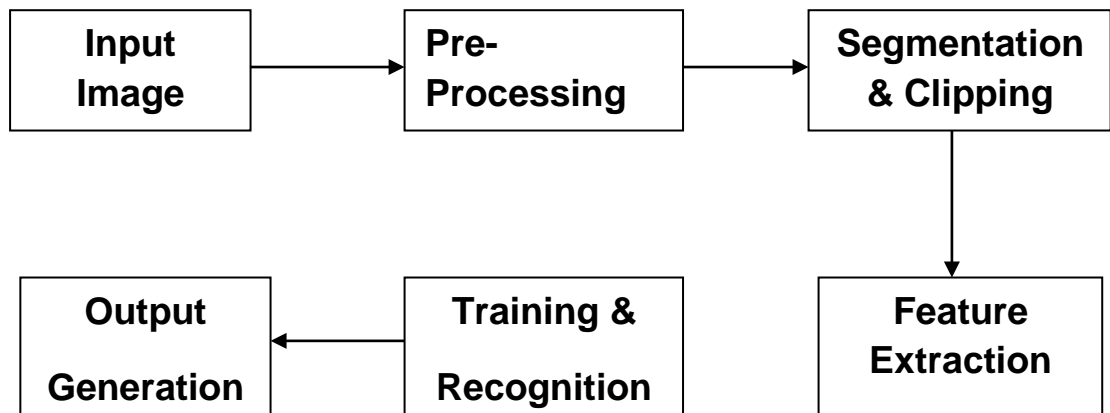 Input
Image
Pre-
Processing
Segmentation
& Clipping
Feature
Extraction
Training &
Recognition
Output
Generation